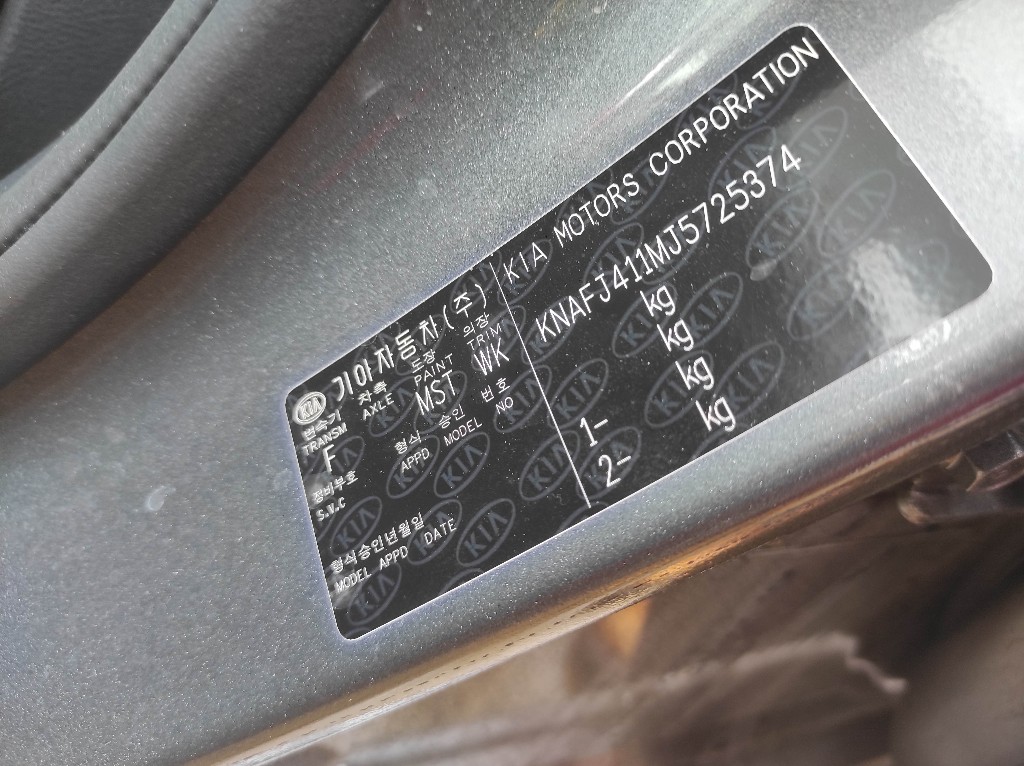 KIA 기아자동차(주)
변속기 차축 도장 의장
TRANSM AXLE PAINT TRIM
F MST WK
정비부호 형식 승인 번호
S.V.C APPD MODEL NO
형식승인년월일
MODEL APPD DATE
KIA MOTORS CORPORATION
KNAFJ411MJ5725374
kg
kg
1- kg
2- kg